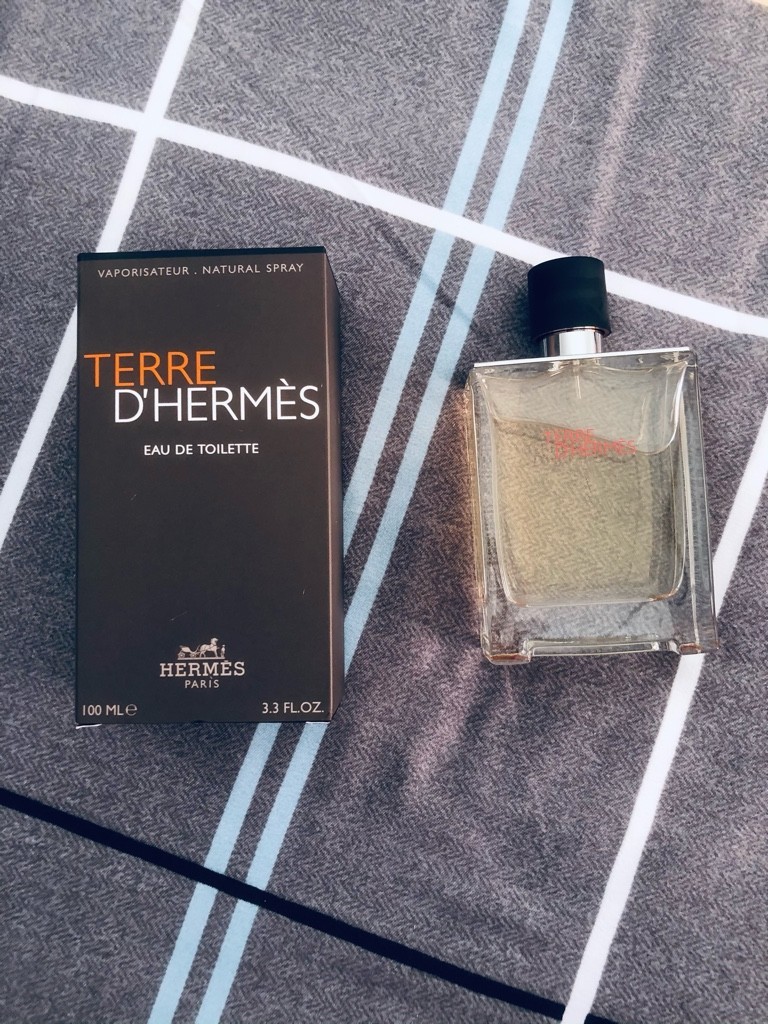 VAPORISATEUR . NATURAL SPRAY
TERRE
D'HERMÈS
EAU DE TOILETTE
HERMÈS
PARIS
100 ML℮
3.3 FL.OZ.
TERRE
D'HERMÈS